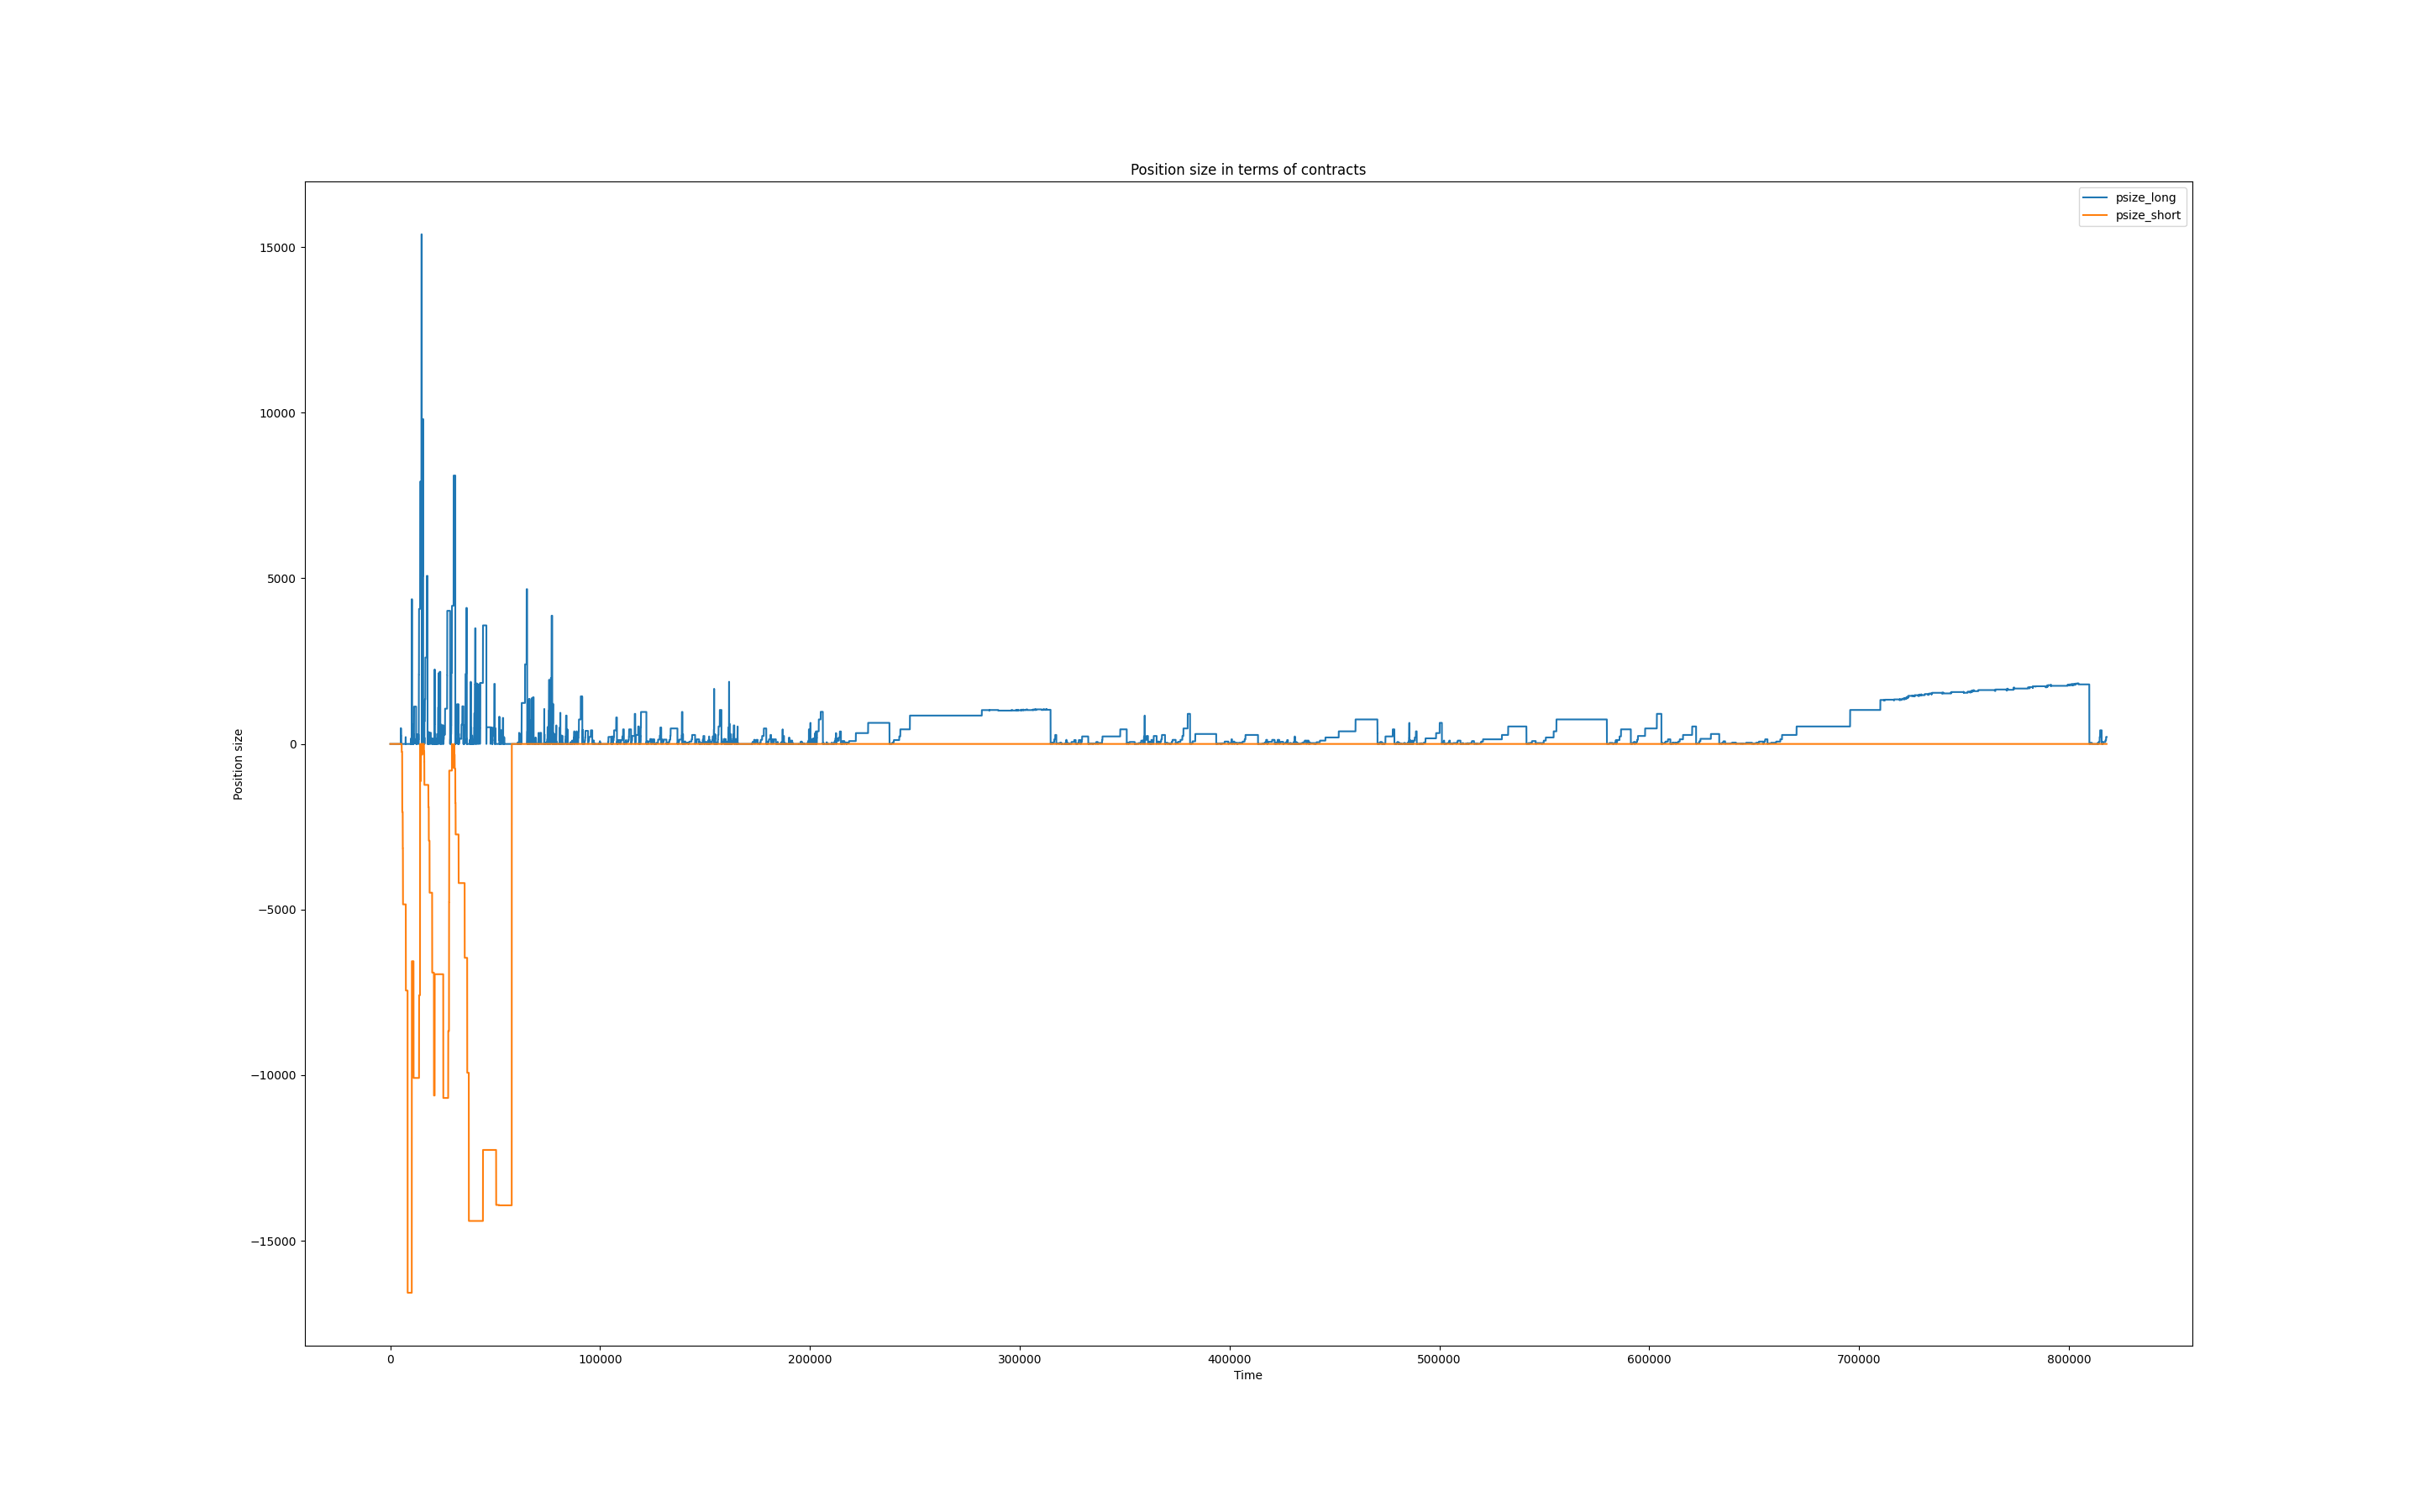 Position size in terms of contracts
psize_long
psize_short
15000
10000
5000
0
−5000
−10000
−15000
Position size
0 100000 200000 300000 400000 500000 600000 700000 800000
Time